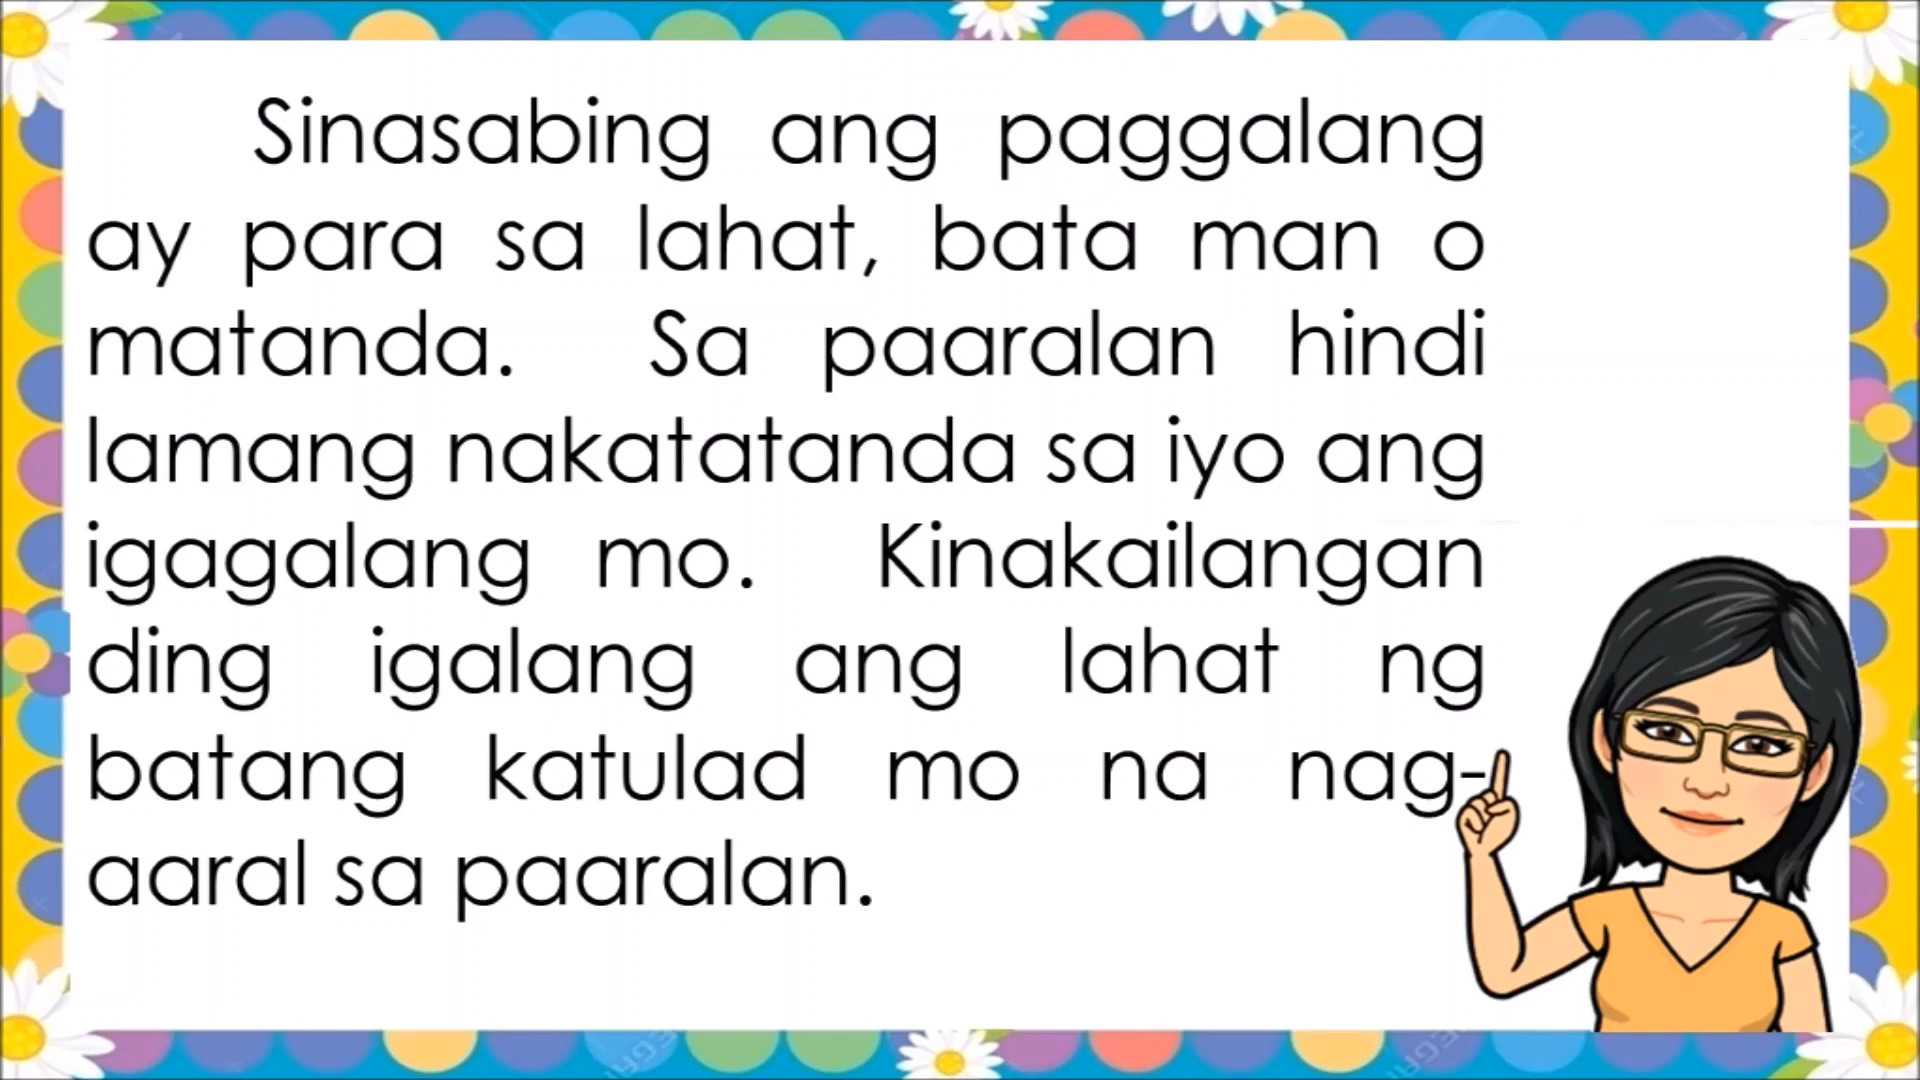 Sinasabing ang paggalang
ay para sa lahat, bata man o
matanda. Sa paaralan hindi
lamang nakatatanda sa iyo ang
igagalang mo. Kinakailangan
ding igalang ang lahat ng
batang katulad mo na nag-
aaral sa paaralan.